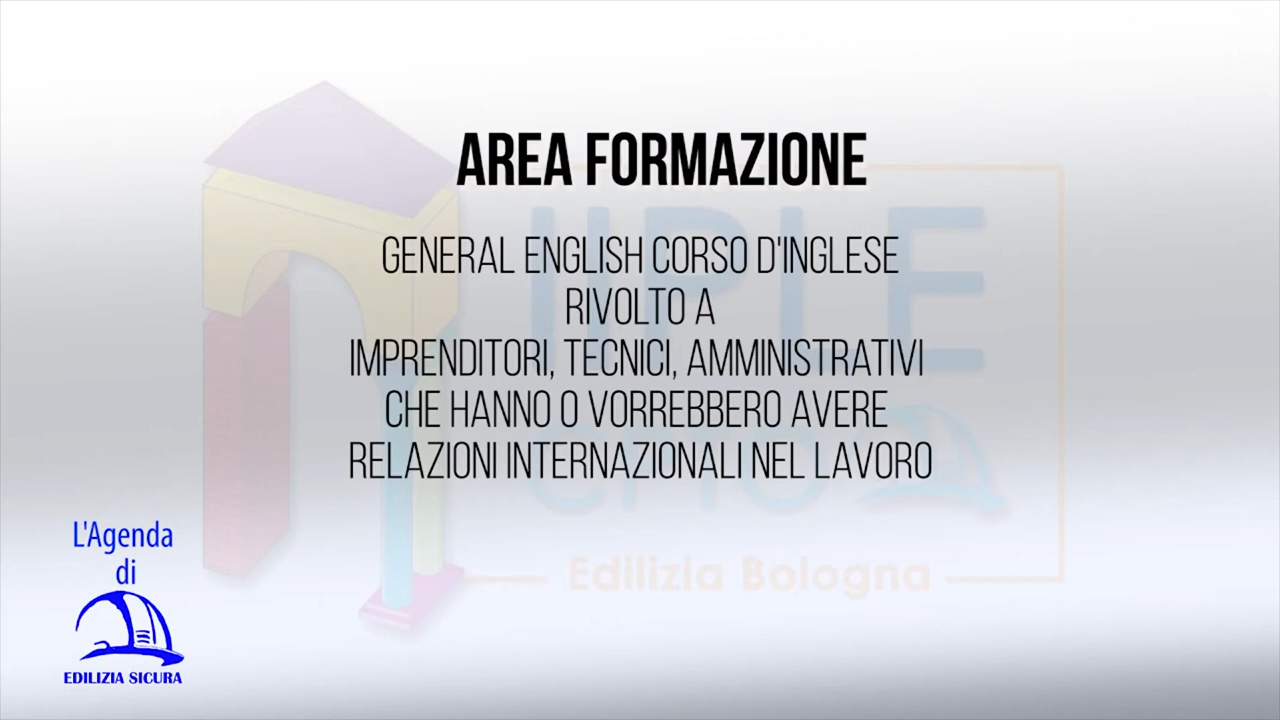 AREA FORMAZIONE
GENERAL ENGLISH CORSO D'INGLESE
RIVOLTO A
IMPRENDITORI, TECNICI, AMMINISTRATIVI
CHE HANNO O VORREBBERO AVERE
RELAZIONI INTERNAZIONALI NEL LAVORO
IIPLE
Edilizia Bologna
L'Agenda
di
EDILIZIA SICURA